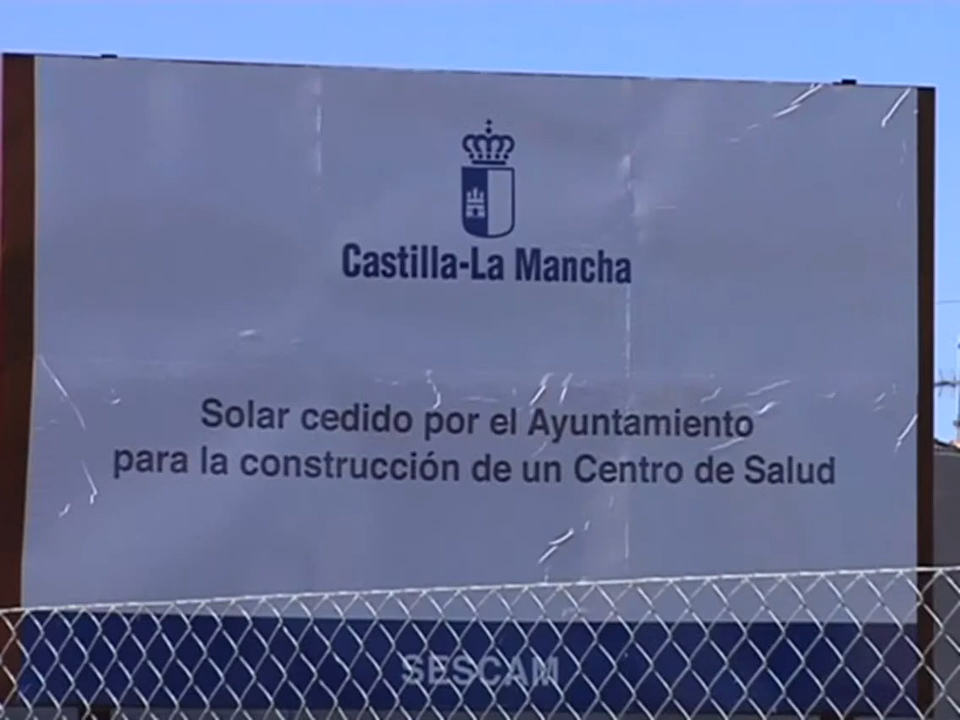 Castilla-La Mancha
Solar cedido por el Ayuntamiento
para la construcción de un Centro de Salud
SESCAM